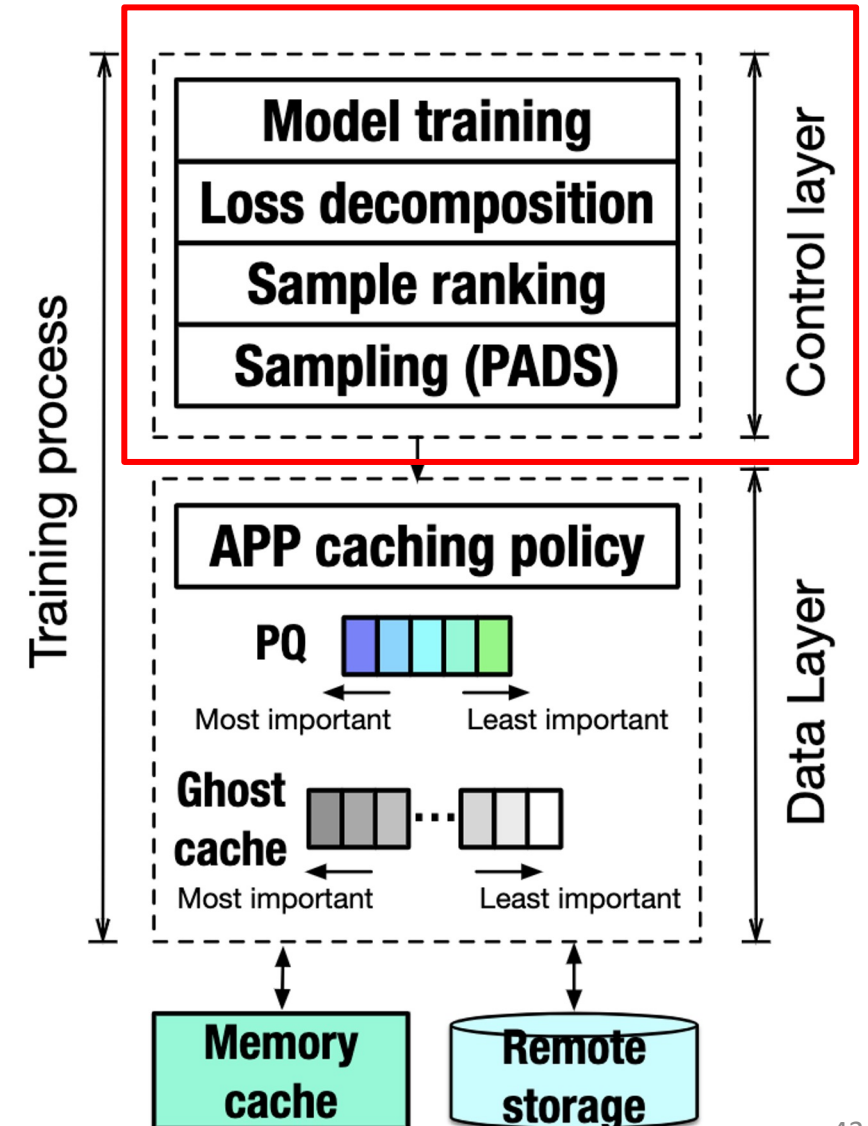 Model training
Loss decomposition
Sample ranking
Sampling (PADS)
Control layer
Training process
APP caching policy
PQ
Most important
Least important
Ghost
cache
...
Most important
Least important
Data Layer
Memory
cache
Remote
storage